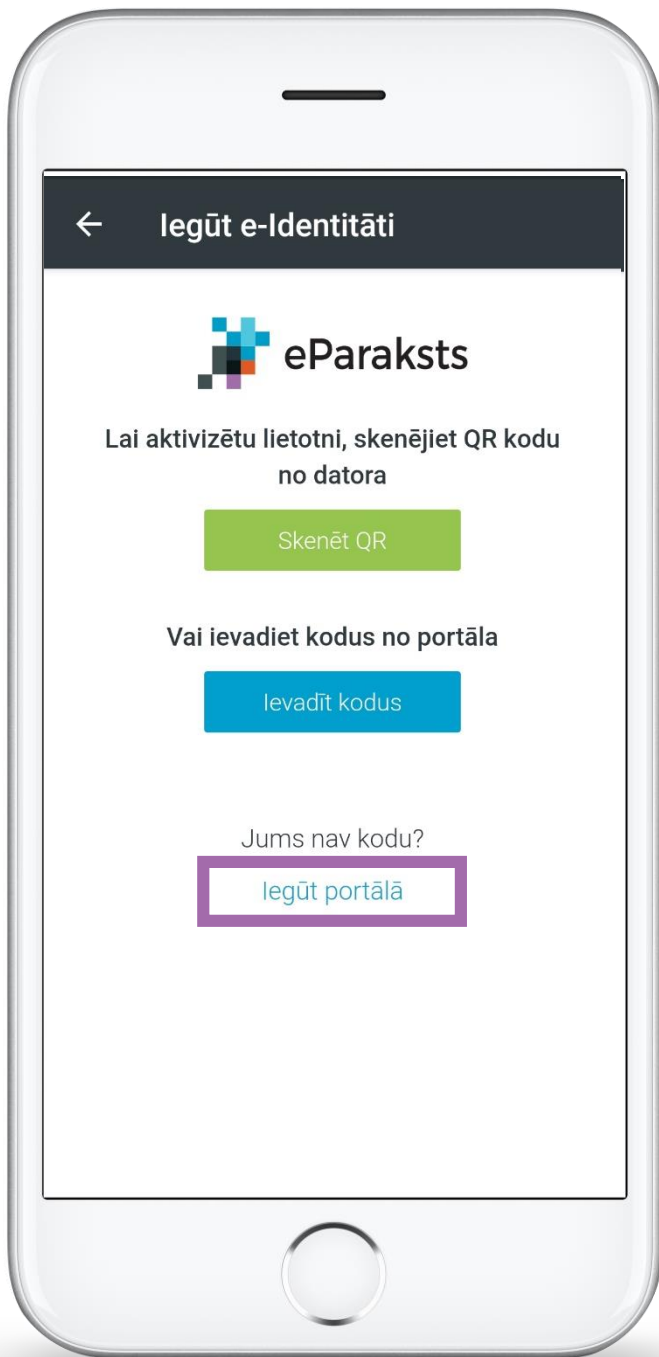 Iegūt e-Identitāti
eParaksts
Lai aktivizētu lietotni, skenējiet QR kodu
no datora
Skenēt QR
Vai ievadiet kodus no portāla
Ievadīt kodus
Jums nav kodu?
Iegūt portālā